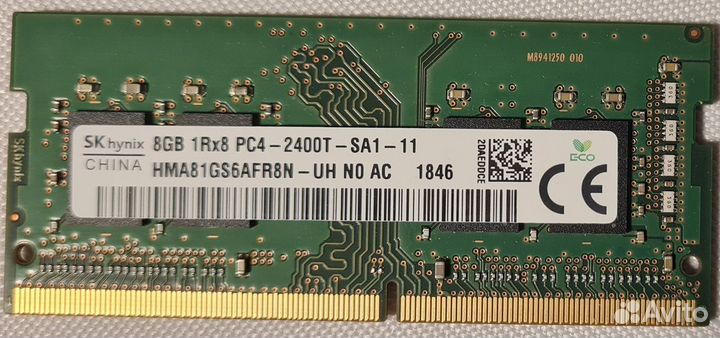 M8941250 010
SKhynix
SK hynix 8GB 1Rx8 PC4-2400T-SA1-11
CHINA HMA81GS6AFR8N-UH N0 AC 1846
2DAEDDCE
ECO
CE
Avito